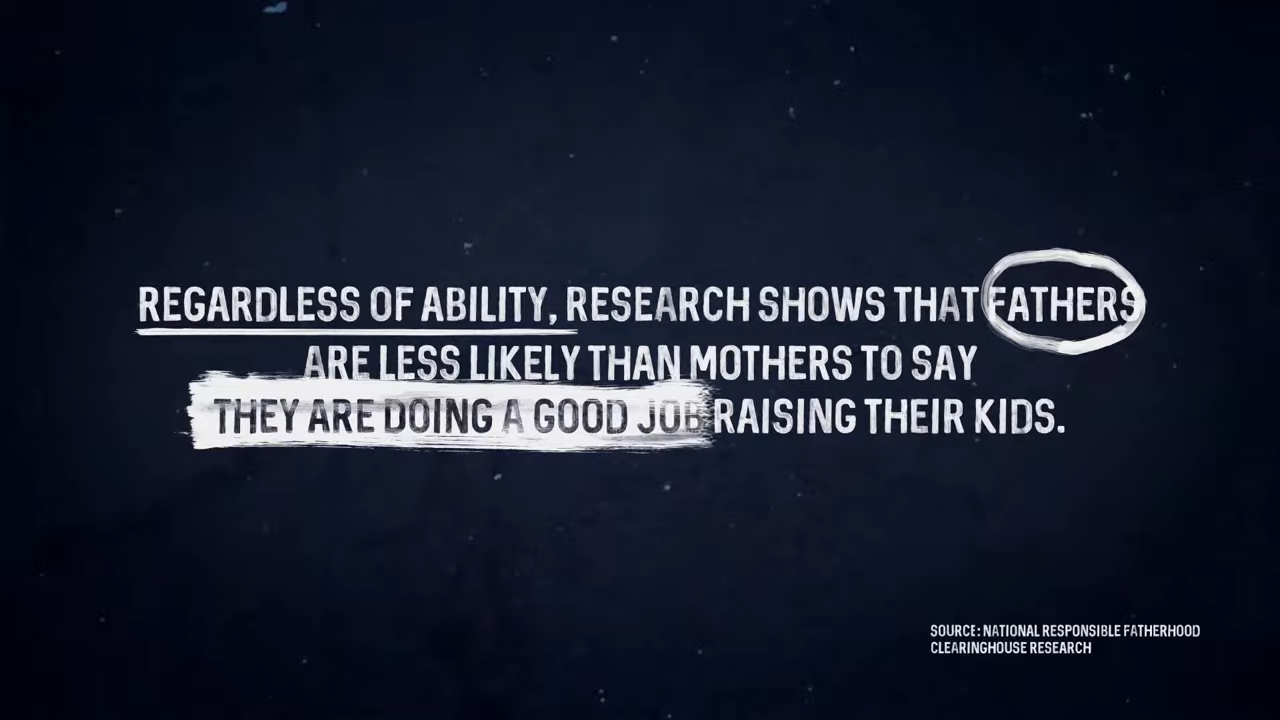 REGARDLESS OF ABILITY, RESEARCH SHOWS THAT FATHERS
ARE LESS LIKELY THAN MOTHERS TO SAY
THEY ARE DOING A GOOD JOB RAISING THEIR KIDS.
SOURCE: NATIONAL RESPONSIBLE FATHERHOOD
CLEARINGHOUSE RESEARCH